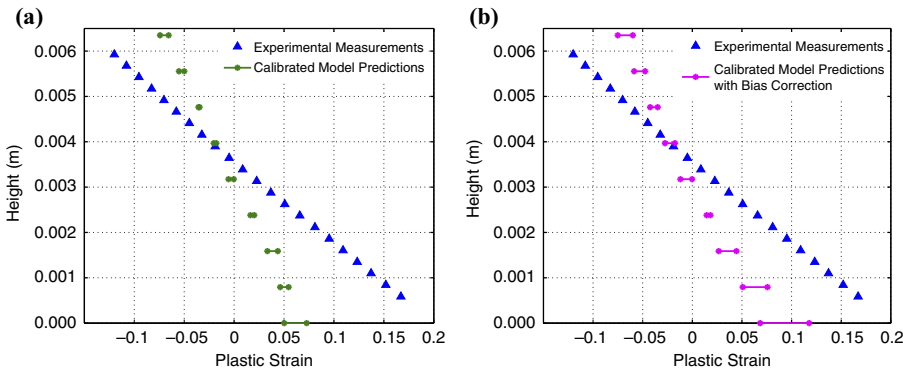 (a)
Experimental Measurements
Calibrated Model Predictions
0.006
0.005
0.004
0.003
0.002
0.001
0.000
Height (m)
−0.1 −0.05 0 0.05 0.1 0.15 0.2
Plastic Strain
(b)
Experimental Measurements
Calibrated Model Predictions
with Bias Correction
0.006
0.005
0.004
0.003
0.002
0.001
0.000
Height (m)
−0.1 −0.05 0 0.05 0.1 0.15 0.2
Plastic Strain